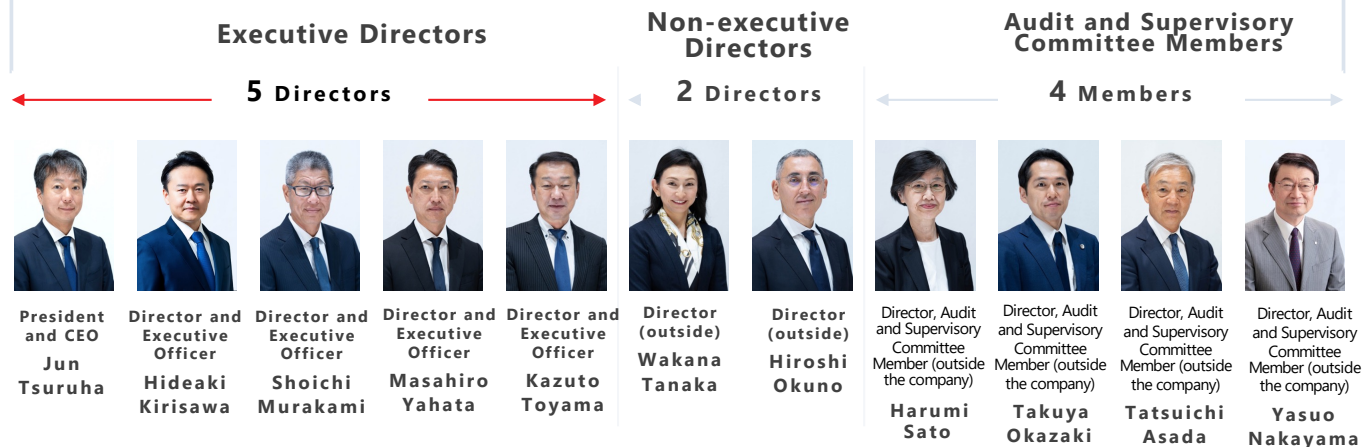 Executive Directors
Non-executive
Directors
Audit and Supervisory
Committee Members
5 Directors
2 Directors
4 Members
President
and CEO
Jun
Tsuruha
Director and
Executive
Officer
Hideaki
Kirisawa
Director and
Executive
Officer
Shoichi
Murakami
Director and
Executive
Officer
Masahiro
Yahata
Director and
Executive
Officer
Kazuto
Toyama
Director
(outside)
Wakana
Tanaka
Director
(outside)
Hiroshi
Okuno
Director, Audit
and Supervisory
Committee
Member (outside
the company)
Harumi
Sato
Director, Audit
and Supervisory
Committee
Member (outside
the company)
Takuya
Okazaki
Director, Audit
and Supervisory
Committee
Member (outside
the company)
Tatsuichi
Asada
Director, Audit
and Supervisory
Committee
Member (outside
the company)
Yasuo
Nakayama